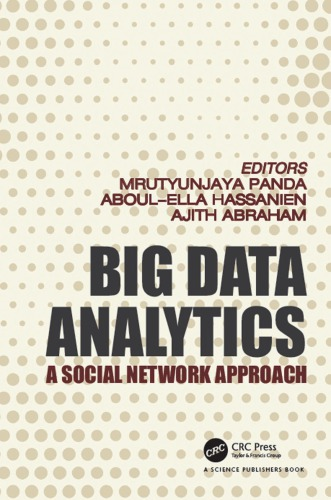 EDITORS
MRUTYUNJAYA PANDA
ABOUL-ELLA HASSANIEN
AJITH ABRAHAM
BIG DATA
ANALYTICS
A SOCIAL NETWORK APPROACH
CRC
CRC Press
Taylor & Francis Group
A SCIENCE PUBLISHERS BOOK